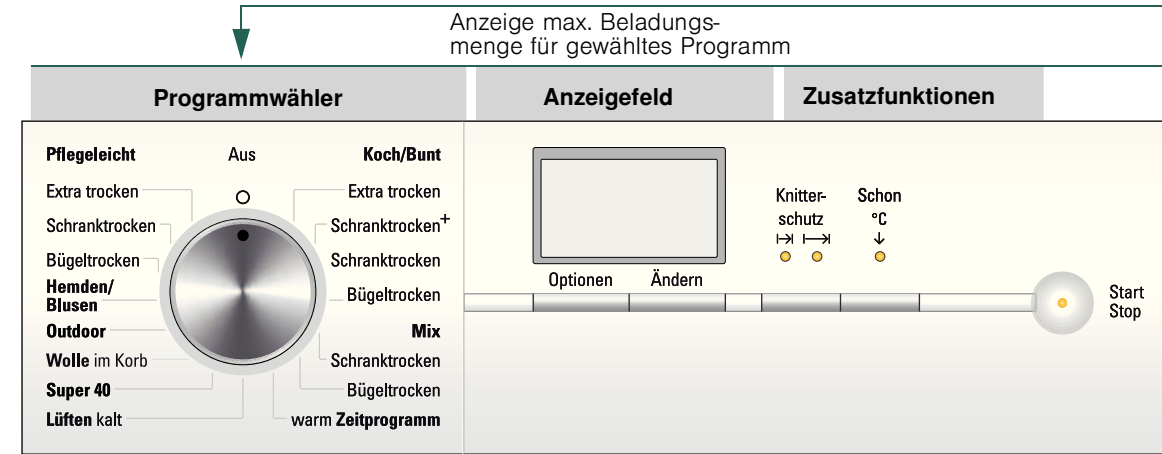 Anzeige max. Beladungs-
menge für gewähltes Programm
Programmwähler
Anzeigefeld
Zusatzfunktionen
Pflegeleicht
Aus
Koch/Bunt
Extra trocken
Schranktrocken
Bügeltrocken
Hemden/
Blusen
Outdoor
Wolle im Korb
Super 40
Lüften kalt
Extra trocken
Schranktrocken+
Schranktrocken
Bügeltrocken
Mix
Schranktrocken
Bügeltrocken
warm Zeitprogramm
Optionen
Ändern
Knitter-
schutz
Schon
°C
Start
Stop